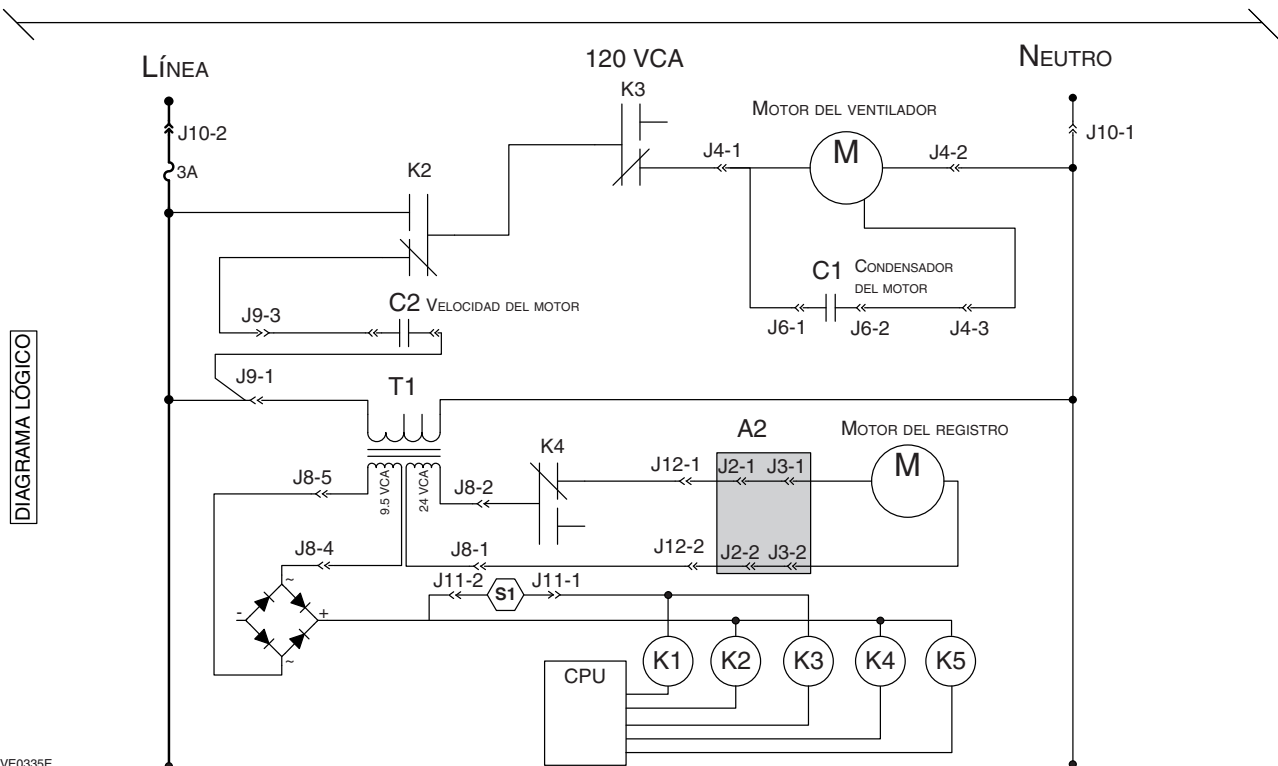 LÍNEA
120 VCA
NEUTRO
K3
MOTOR DEL VENTILADOR
J10-2
J10-1
3A
J4-1
M
J4-2
K2
C1 CONDENSADOR
DEL MOTOR
C2 VELOCIDAD DEL MOTOR
J9-3
J6-1
J6-2
J4-3
DIAGRAMA LÓGICO
J9-1
T1
A2
MOTOR DEL REGISTRO
K4
J12-1
J2-1
J3-1
M
J8-5
9.5 VCA
24 VCA
J8-2
J8-4
J8-1
J12-2
J2-2
J3-2
J11-2
S1
J11-1
~
-
+
~
K1
K2
K3
K4
K5
CPU